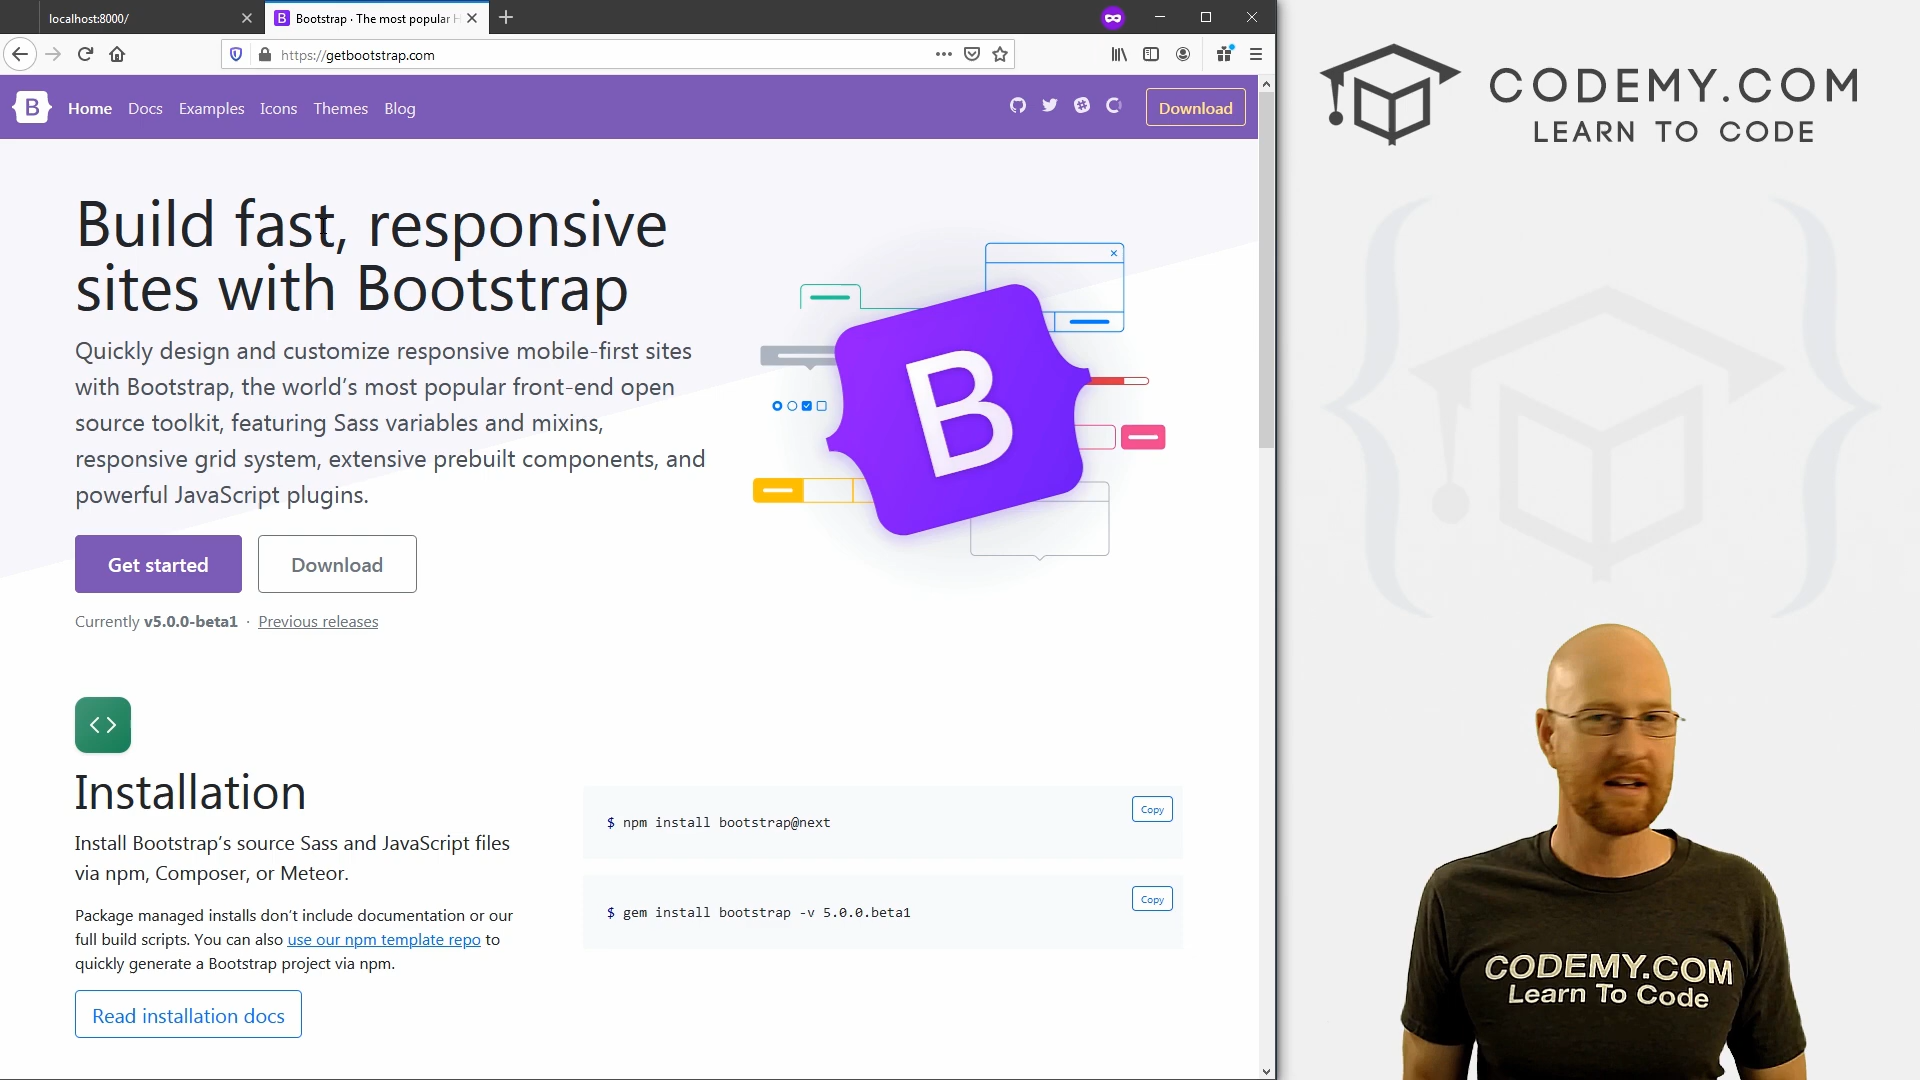 localhost:8000/
Bootstrap · The most popular H
https://getbootstrap.com
B
Home
Docs
Examples
Icons
Themes
Blog
Download
Build fast, responsive
sites with Bootstrap
Quickly design and customize responsive mobile-first sites
with Bootstrap, the world’s most popular front-end open
source toolkit, featuring Sass variables and mixins,
responsive grid system, extensive prebuilt components, and
powerful JavaScript plugins.
Get started
Download
Currently v5.0.0-beta1 · Previous releases
B
Installation
Install Bootstrap’s source Sass and JavaScript files
via npm, Composer, or Meteor.
Package managed installs don’t include documentation or our
full build scripts. You can also use our npm template repo to
quickly generate a Bootstrap project via npm.
Read installation docs
$ npm install bootstrap@next
Copy
$ gem install bootstrap -v 5.0.0.beta1
Copy
CODEMY.COM
LEARN TO CODE
CODEMY.COM
Learn To Code